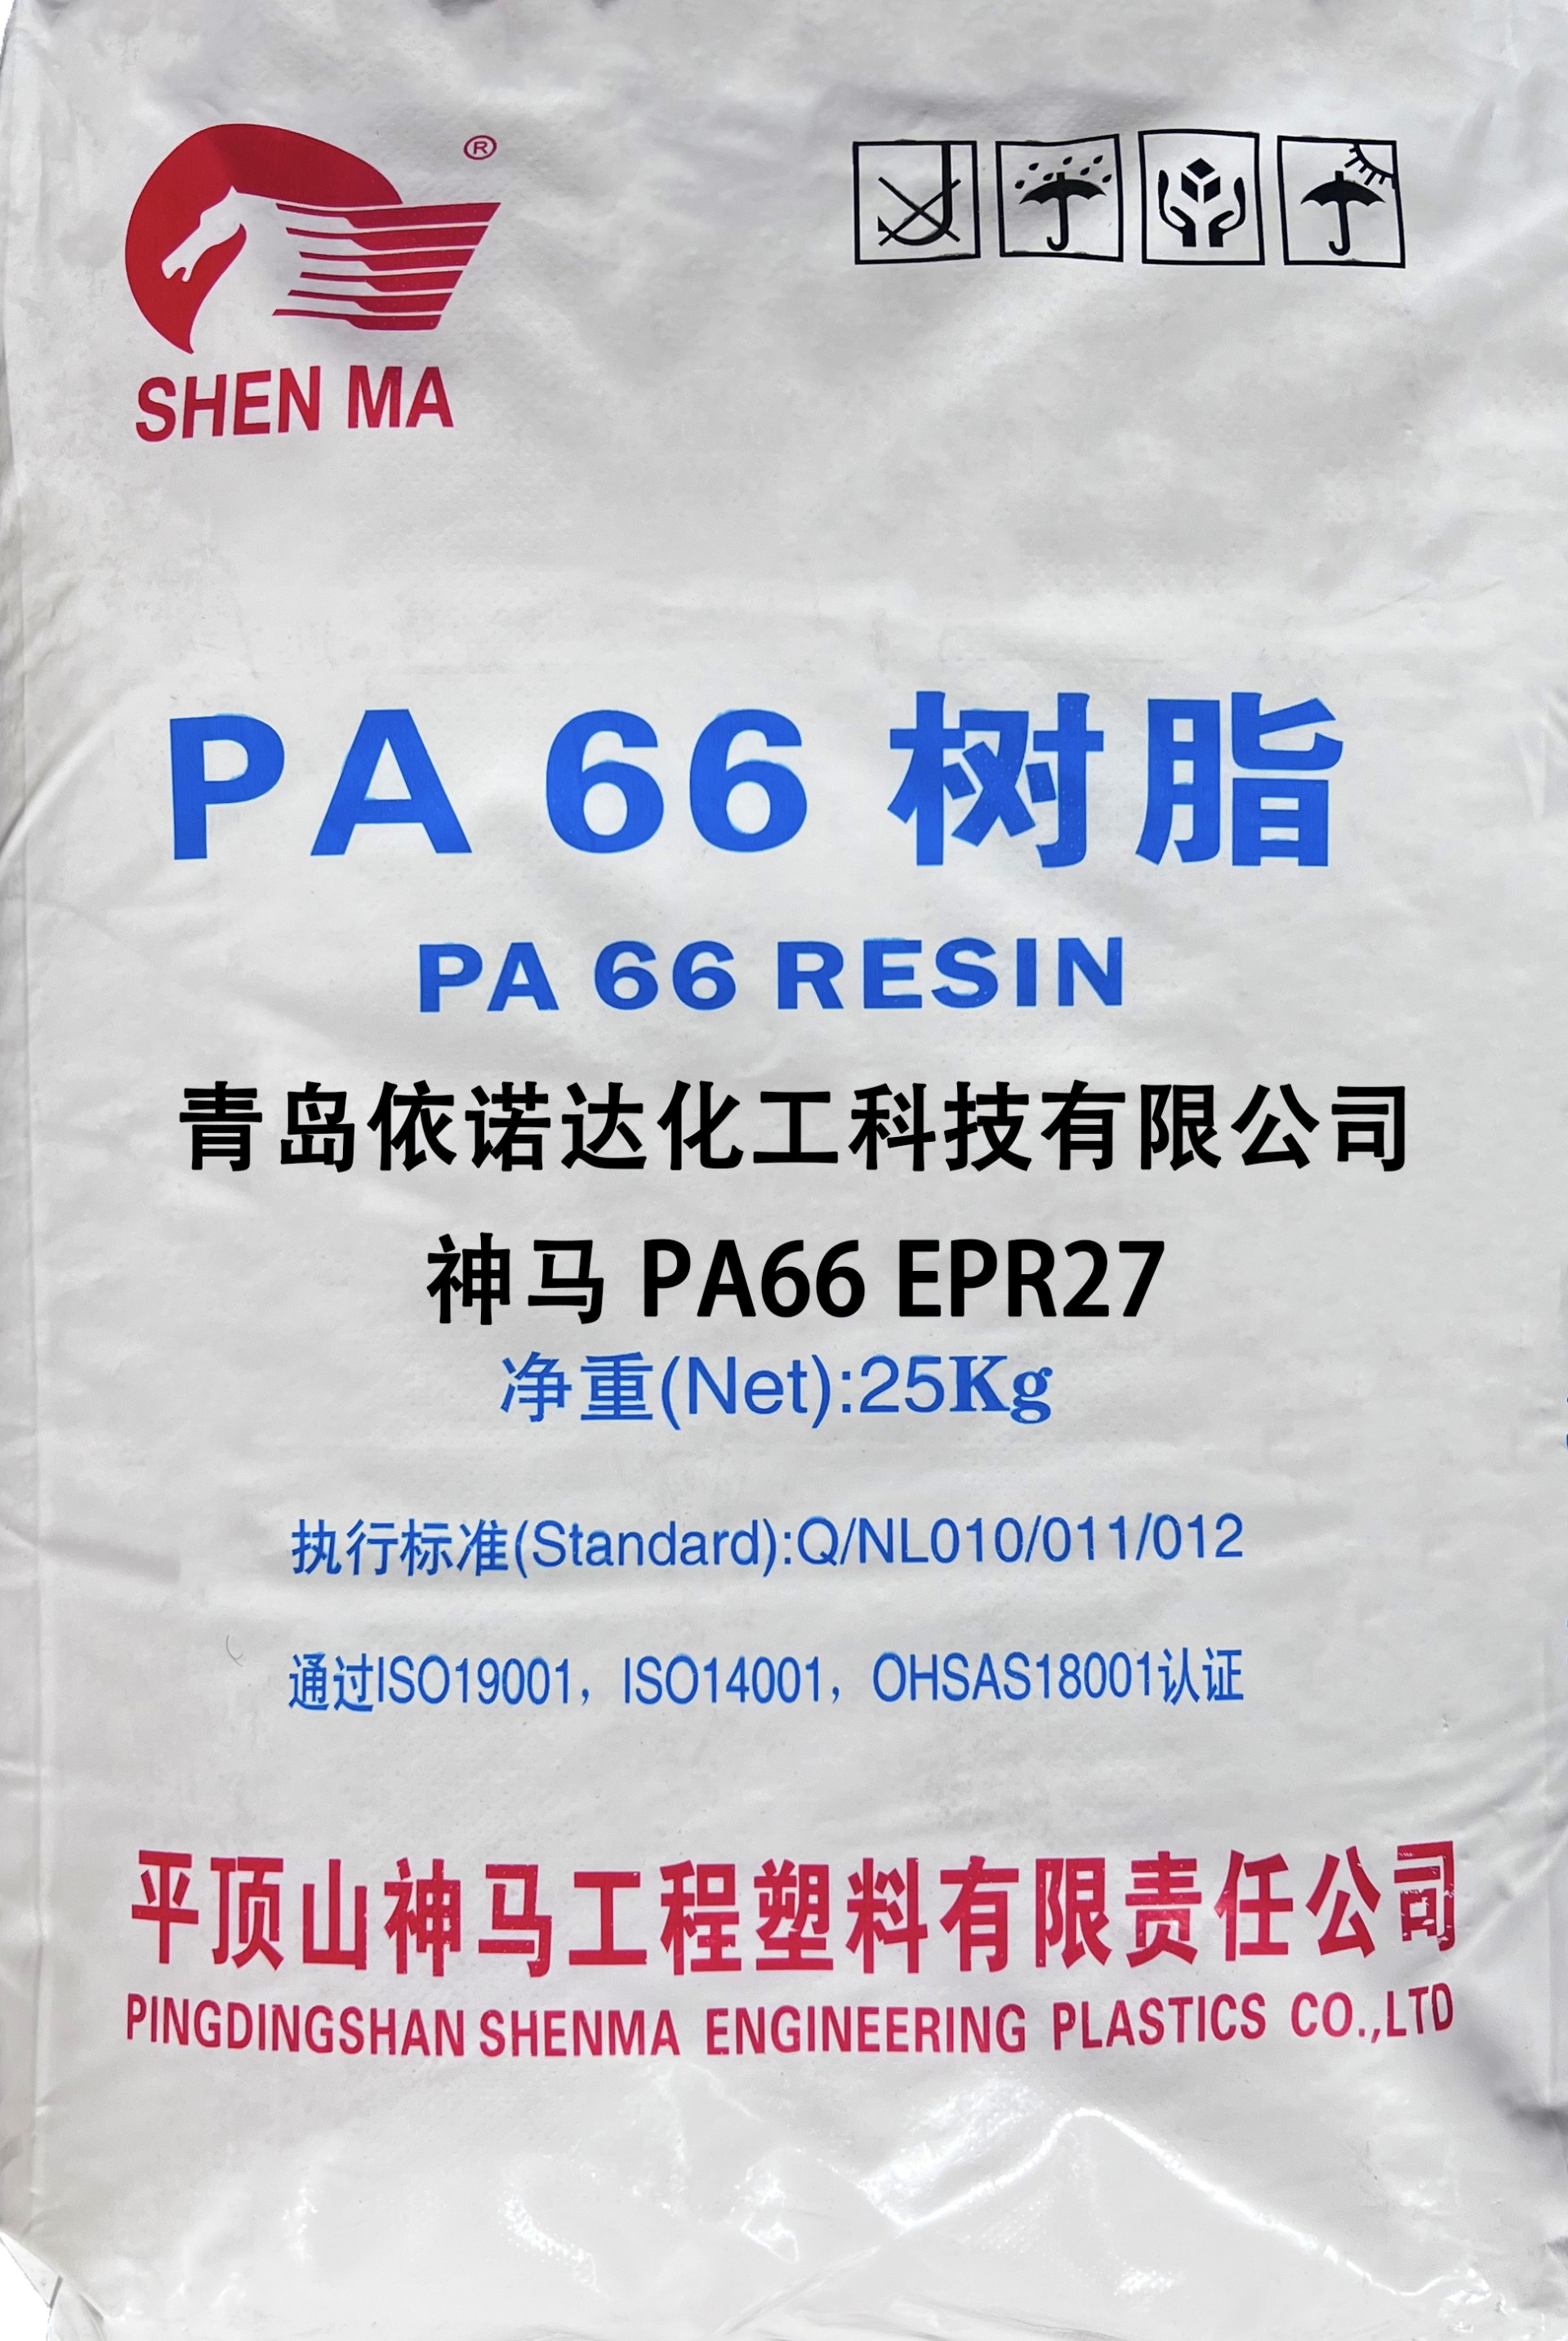 ®
SHEN MA
PA 66 树脂
PA 66 RESIN
青岛依诺达化工科技有限公司
神马 PA66 EPR27
净重(Net):25Kg
执行标准(Standard):Q/NL010/011/012
通过ISO19001，ISO14001，OHSAS18001认证
平顶山神马工程塑料有限责任公司
PINGDINGSHAN SHENMA ENGINEERING PLASTICS CO.,LTD